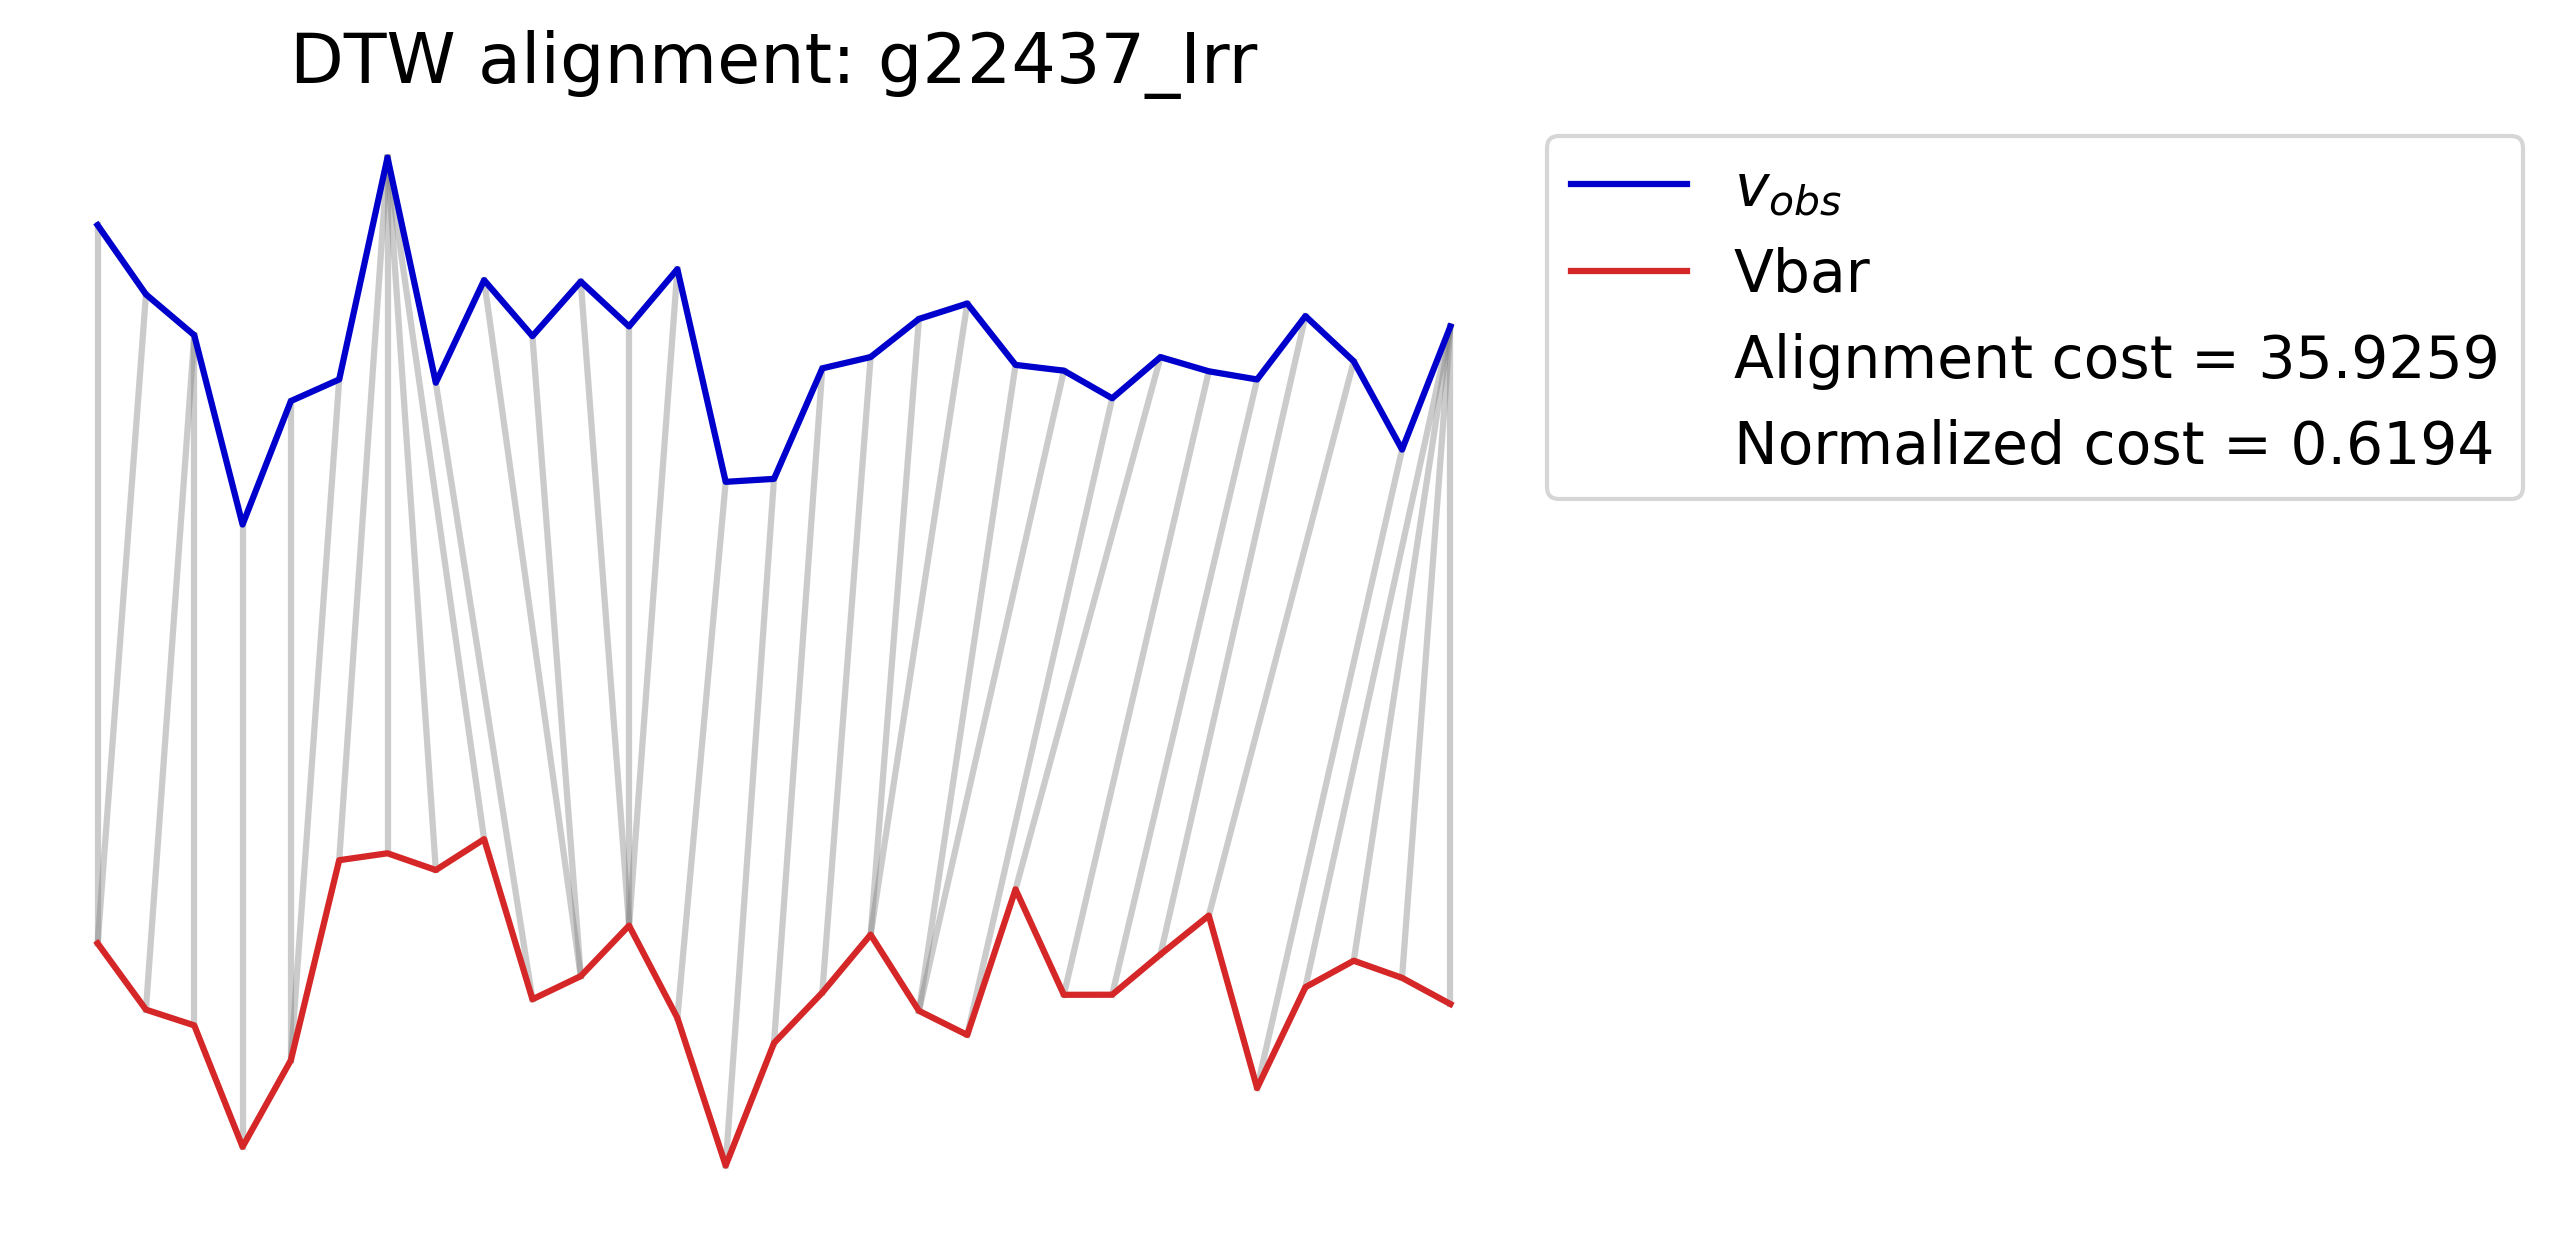 DTW alignment: g22437_Irr
v_obs
Vbar
Alignment cost = 35.9259
Normalized cost = 0.6194